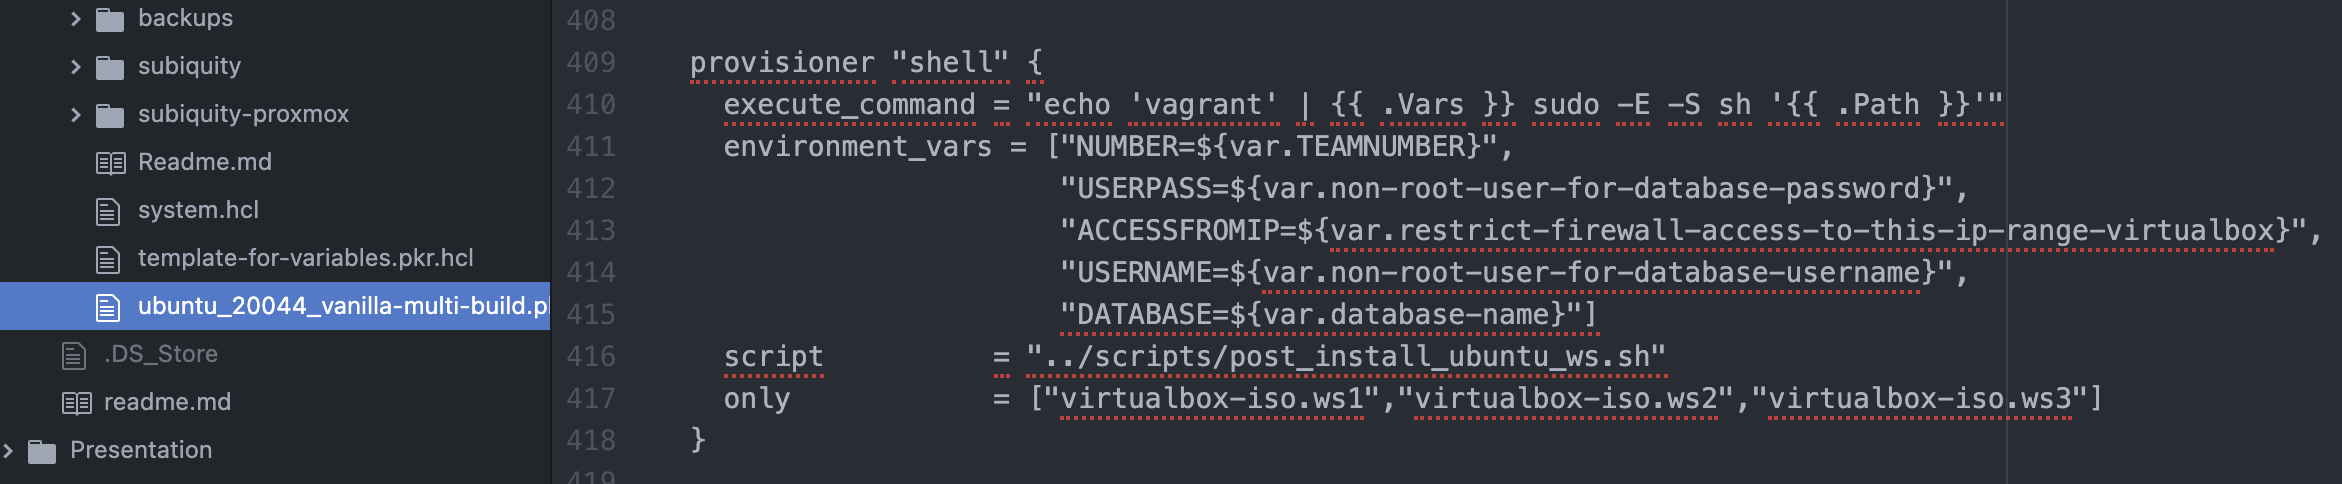 backups
subiquity
subiquity-proxmox
Readme.md
system.hcl
template-for-variables.pkr.hcl
ubuntu_20044_vanilla-multi-build.p
.DS_Store
readme.md
Presentation
408
409 provisioner "shell" {
410 execute_command = "echo 'vagrant' | {{ .Vars }} sudo -E -S sh '{{ .Path }}'"
411 environment_vars = ["NUMBER=${var.TEAMNUMBER}",
412 "USERPASS=${var.non-root-user-for-database-password}",
413 "ACCESSFROMIP=${var.restrict-firewall-access-to-this-ip-range-virtualbox}",
414 "USERNAME=${var.non-root-user-for-database-username}",
415 "DATABASE=${var.database-name}"]
416 script = "../scripts/post_install_ubuntu_ws.sh"
417 only = ["virtualbox-iso.ws1","virtualbox-iso.ws2","virtualbox-iso.ws3"]
418 }
419